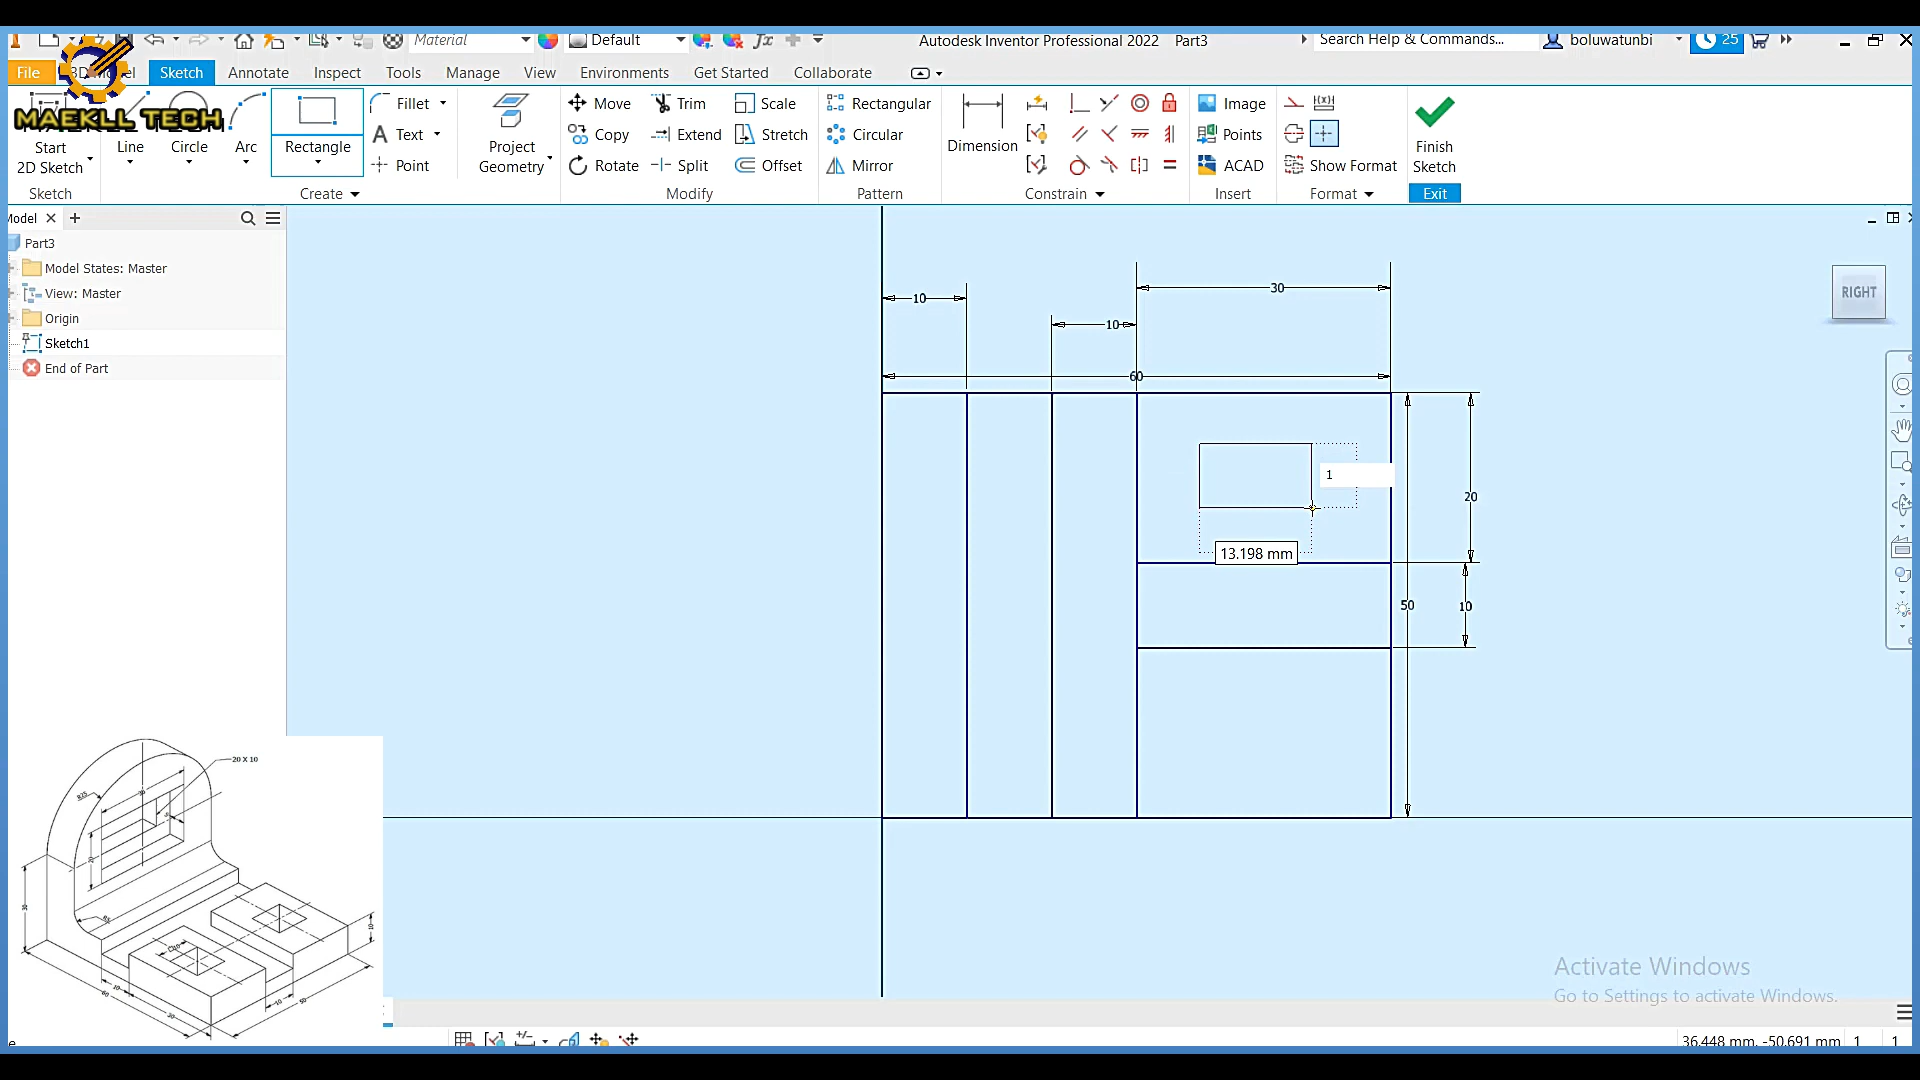 Material
Default
Autodesk Inventor Professional 2022 Part3
Search Help & Commands...
boluwatunbi
25
File
Sketch Annotate Inspect Tools Manage View Environments Get Started Collaborate
MAEKLL TECH
Start
2D Sketch
Line
Circle
Arc
Rectangle
Fillet
Text
Point
Project
Geometry
Move
Copy
Rotate
Trim
Extend
Split
Scale
Stretch
Offset
Rectangular
Circular
Mirror
Dimension
Image
Points
ACAD
Show Format
Finish
Sketch
Sketch
Create
Modify
Pattern
Constrain
Insert
Format
Exit
Model
Part3
Model States: Master
View: Master
Origin
Sketch1
End of Part
RIGHT
30
10
10
60
1
20
13.198 mm
50
10
20 X 10
Activate Windows
Go to Settings to activate Windows.
36.448 mm, -50.691 mm 1 1